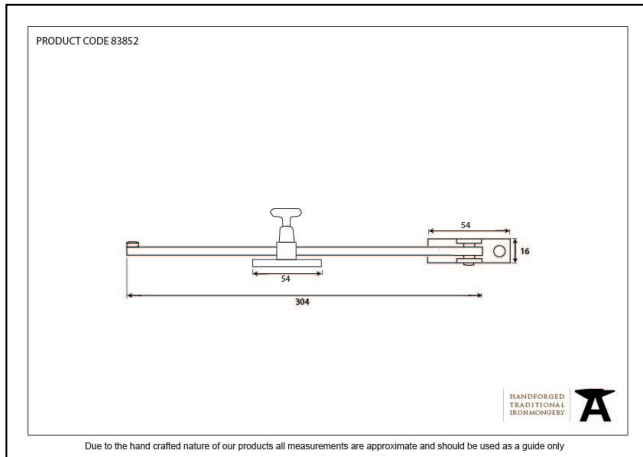 PRODUCT CODE 83852
54
16
54
304
HANDFORGED
TRADITIONAL
IRONMONGERY
Due to the hand crafted nature of our products all measurements are approximate and should be used as a guide only